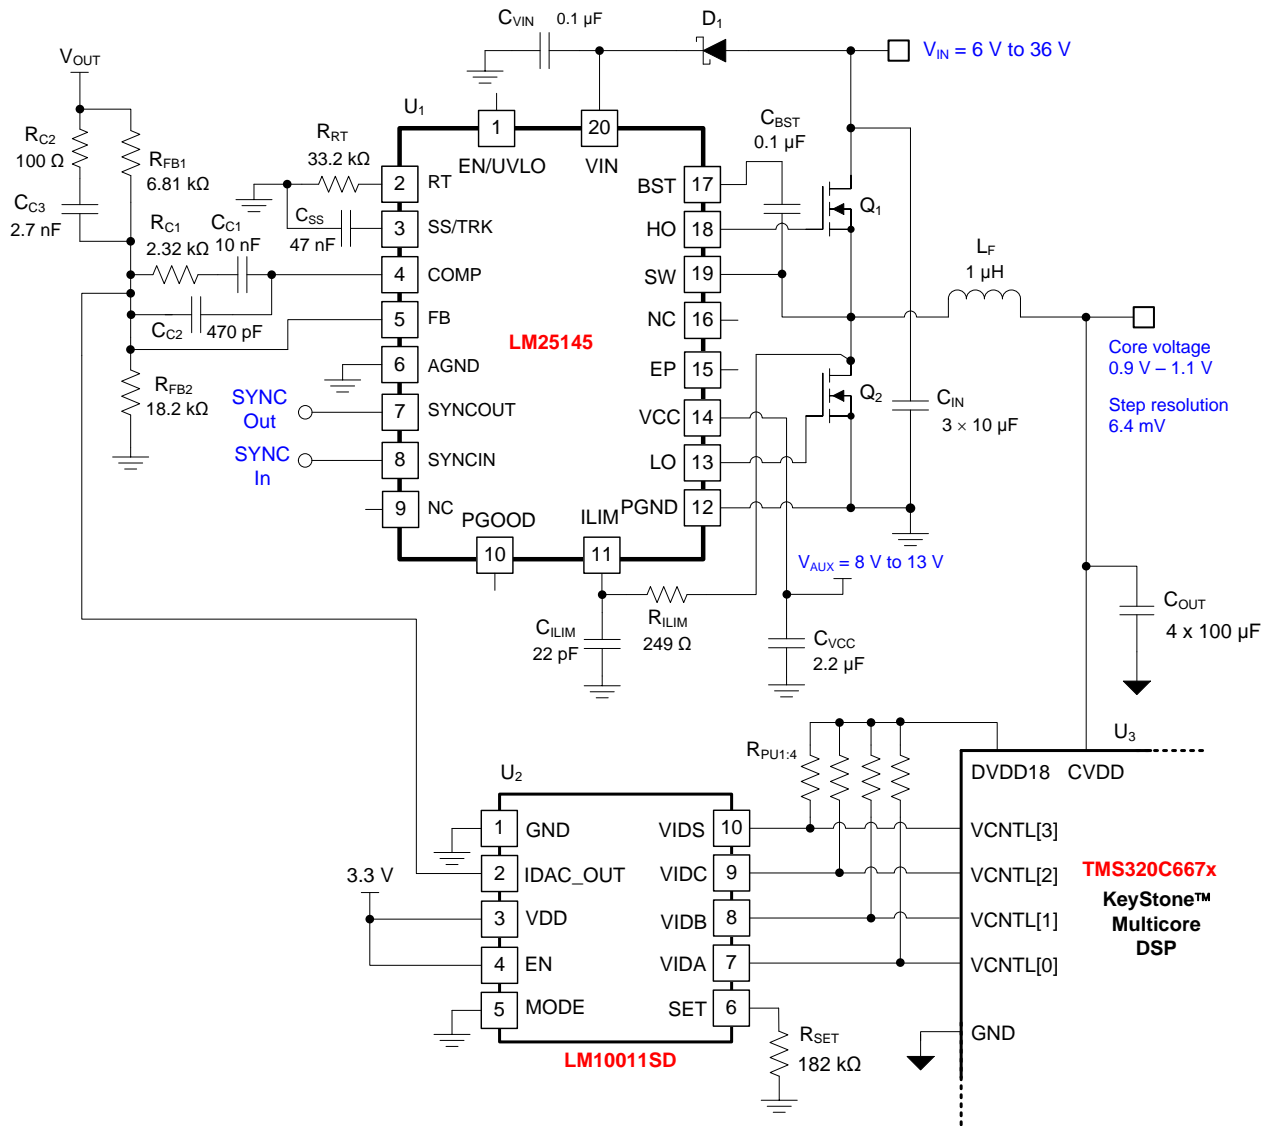 C_VIN 0.1 µF
D1
VIN = 6 V to 36 V
VOUT
U1
RC2
100 Ω
RFB1
6.81 kΩ
CC3
2.7 nF
RRT
33.2 kΩ
CSS
47 nF
RC1
2.32 kΩ
CC1
10 nF
CC2
470 pF
RFB2
18.2 kΩ
1
EN/UVLO
20
VIN
2 RT
3 SS/TRK
4 COMP
5 FB
6 AGND
7 SYNCOUT
8 SYNCIN
9 NC
PGOOD
10
ILIM
11
LM25145
SYNC
Out
SYNC
In
BST 17
HO 18
SW 19
NC 16
EP 15
VCC 14
LO 13
PGND 12
CBST
0.1 µF
Q1
Q2
LF
1 µH
CIN
3 × 10 µF
Core voltage
0.9 V – 1.1 V
Step resolution
6.4 mV
VAUX = 8 V to 13 V
CILIM
22 pF
RILIM
249 Ω
CVCC
2.2 µF
COUT
4 x 100 µF
U2
1 GND
2 IDAC_OUT
3 VDD
4 EN
5 MODE
3.3 V
VIDS 10
VIDC 9
VIDB 8
VIDA 7
SET 6
LM10011SD
RSET
182 kΩ
RPU1:4
U3
DVDD18 CVDD
VCNTL[3]
VCNTL[2]
VCNTL[1]
VCNTL[0]
GND
TMS320C667x
KeyStone™
Multicore
DSP